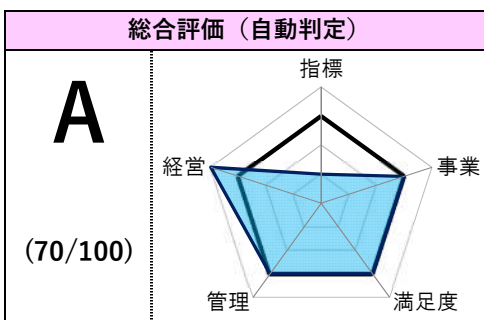 総合評価（自動判定）
A
(70/100)
指標
事業
満足度
管理
経営